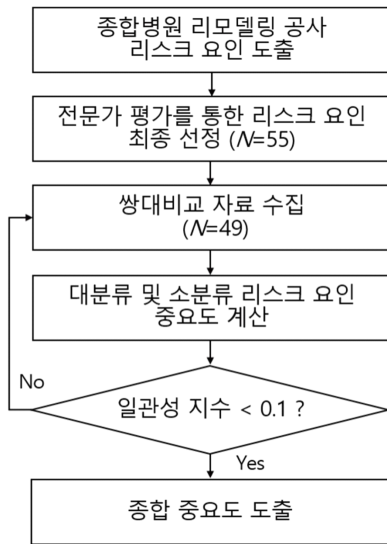 종합병원 리모델링 공사
리스크 요인 도출
전문가 평가를 통한 리스크 요인
최종 선정 (N=55)
쌍대비교 자료 수집
(N=49)
대분류 및 소분류 리스크 요인
중요도 계산
No
일관성 지수 < 0.1 ?
Yes
종합 중요도 도출